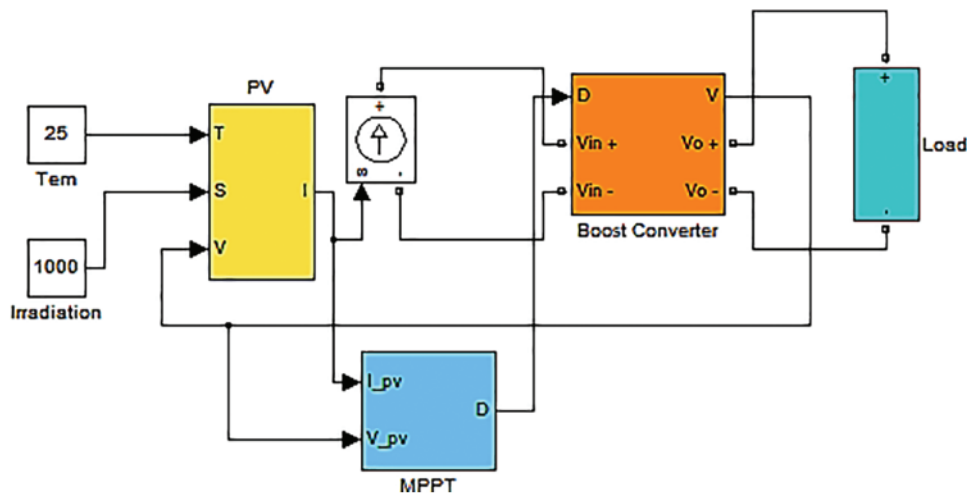 PV
25
Tem
1000
Irradiation
T
S
V
I
+
s
-
D
Vin +
Vin -
V
Vo +
Vo -
Boost Converter
+
-
Load
I_pv
V_pv
D
MPPT